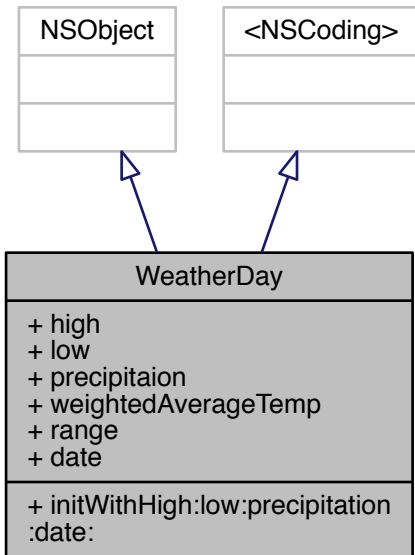 NSObject
<NSCoding>
WeatherDay
+ high
+ low
+ precipitaion
+ weightedAverageTemp
+ range
+ date
+ initWithHigh:low:precipitation
:date: